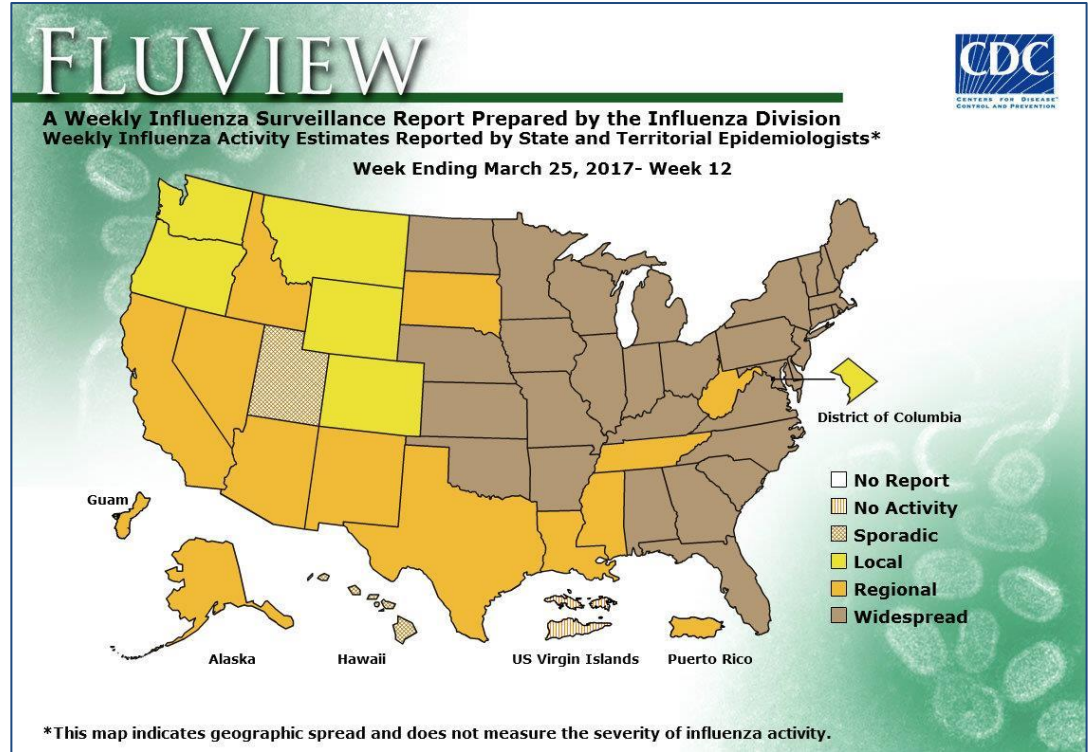 FLUVIEW
CDC
CENTERS FOR DISEASE
CONTROL AND PREVENTION
A Weekly Influenza Surveillance Report Prepared by the Influenza Division
Weekly Influenza Activity Estimates Reported by State and Territorial Epidemiologists*
Week Ending March 25, 2017- Week 12
District of Columbia
No Report
No Activity
Sporadic
Local
Regional
Widespread
Guam
Alaska
Hawaii
US Virgin Islands
Puerto Rico
*This map indicates geographic spread and does not measure the severity of influenza activity.